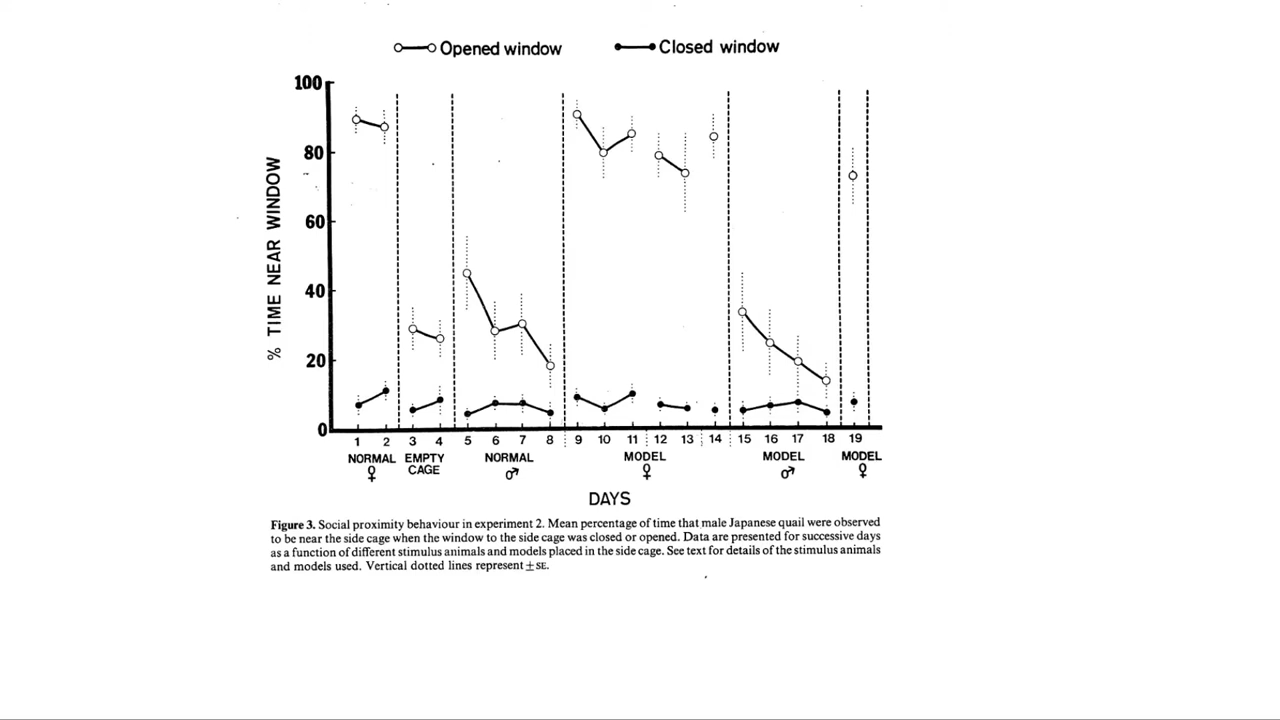 Opened window
Closed window
100
80
60
40
20
0
% TIME NEAR WINDOW
1 2 3 4 5 6 7 8 9 10 11 12 13 14 15 16 17 18 19
NORMAL EMPTY NORMAL MODEL MODEL MODEL
♀ CAGE ♂ ♀ ♂ ♀
DAYS
Figure 3. Social proximity behaviour in experiment 2. Mean percentage of time that male Japanese quail were observed
to be near the side cage when the window to the side cage was closed or opened. Data are presented for successive days
as a function of different stimulus animals and models placed in the side cage. See text for details of the stimulus animals
and models used. Vertical dotted lines represent ±SE.